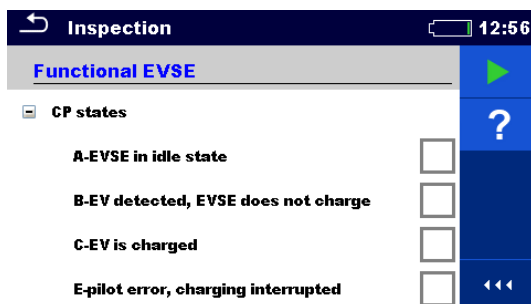 Inspection 12:56
Functional EVSE
CP states
?
A-EVSE in idle state
B-EV detected, EVSE does not charge
C-EV is charged
E-pilot error, charging interrupted